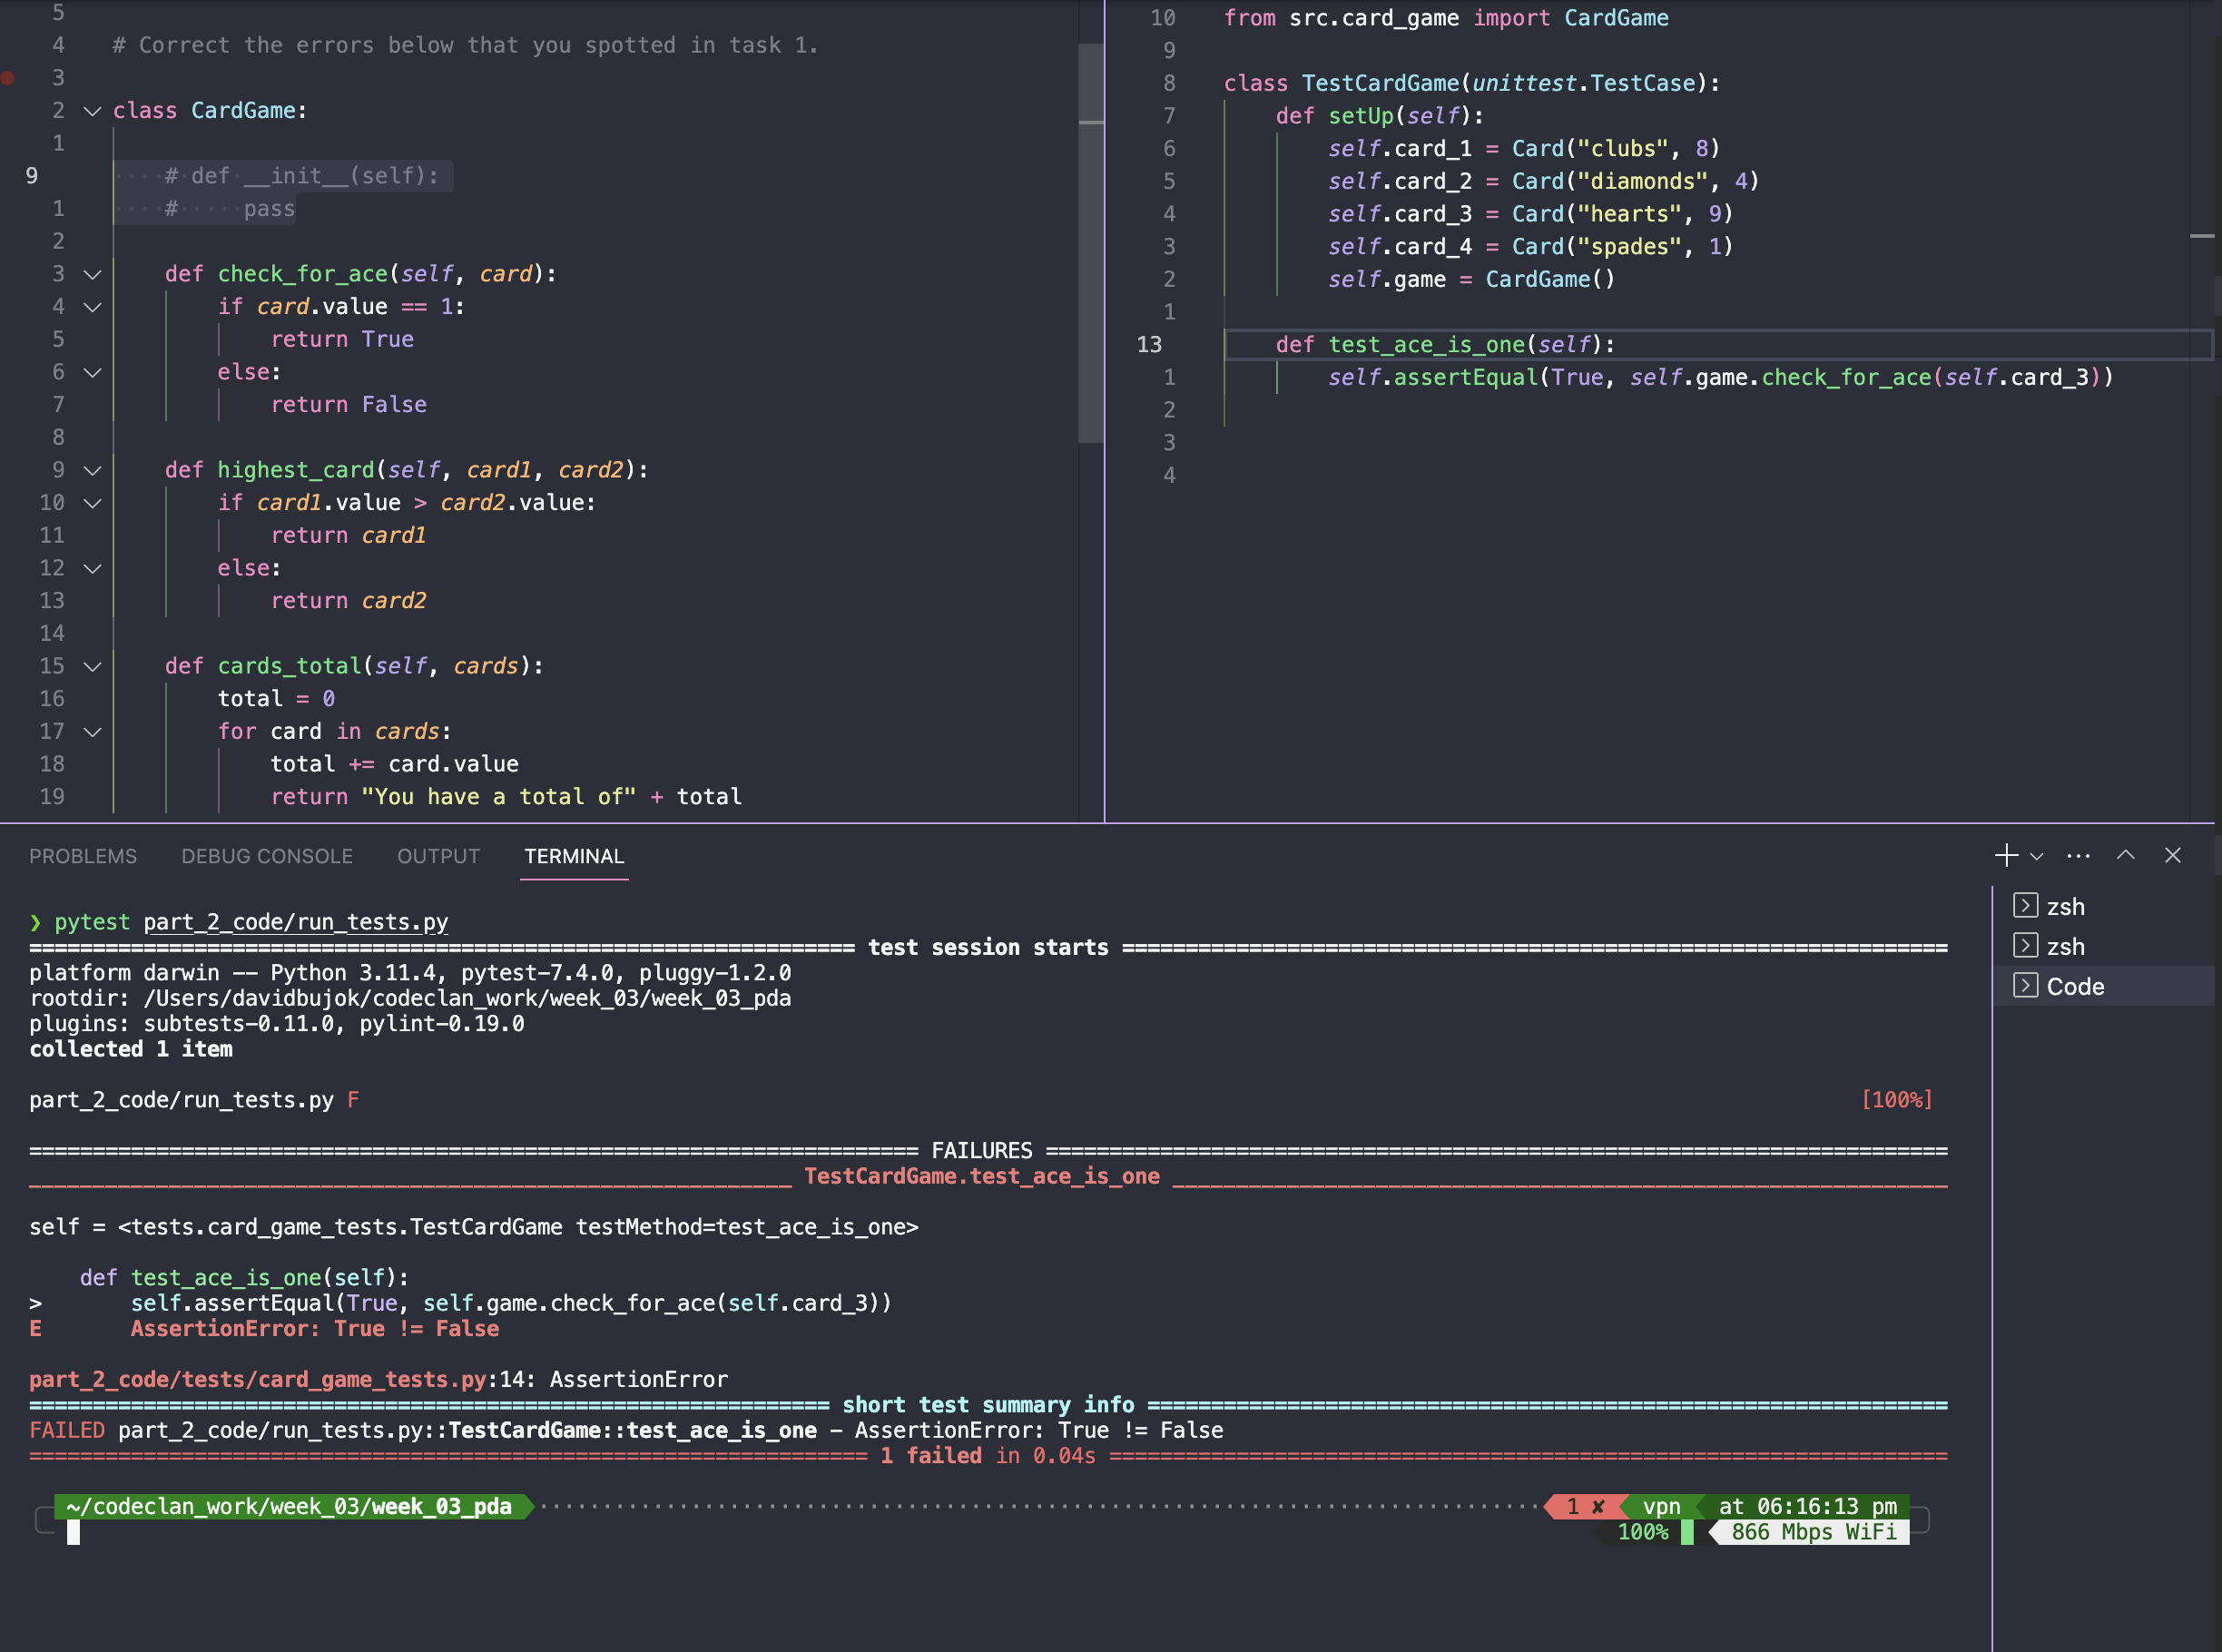 5
4 # Correct the errors below that you spotted in task 1.
3
2 class CardGame:
1
9 # def __init__(self):
1 # pass
2
3 def check_for_ace(self, card):
4 if card.value == 1:
5 return True
6 else:
7 return False
8
9 def highest_card(self, card1, card2):
10 if card1.value > card2.value:
11 return card1
12 else:
13 return card2
14
15 def cards_total(self, cards):
16 total = 0
17 for card in cards:
18 total += card.value
19 return "You have a total of" + total
10 from src.card_game import CardGame
9
8 class TestCardGame(unittest.TestCase):
7 def setUp(self):
6 self.card_1 = Card("clubs", 8)
5 self.card_2 = Card("diamonds", 4)
4 self.card_3 = Card("hearts", 9)
3 self.card_4 = Card("spades", 1)
2 self.game = CardGame()
1
13 def test_ace_is_one(self):
1 self.assertEqual(True, self.game.check_for_ace(self.card_3))
2
3
4
PROBLEMS DEBUG CONSOLE OUTPUT TERMINAL
❯ pytest part_2_code/run_tests.py
================================================================= test session starts =================================================================
platform darwin -- Python 3.11.4, pytest-7.4.0, pluggy-1.2.0
rootdir: /Users/davidbujok/codeclan_work/week_03/week_03_pda
plugins: subtests-0.11.0, pylint-0.19.0
collected 1 item
part_2_code/run_tests.py F [100%]
====================================================================== FAILURES =======================================================================
____________________________________________________________ TestCardGame.test_ace_is_one _____________________________________________________________
self = <tests.card_game_tests.TestCardGame testMethod=test_ace_is_one>
def test_ace_is_one(self):
> self.assertEqual(True, self.game.check_for_ace(self.card_3))
E AssertionError: True != False
part_2_code/tests/card_game_tests.py:14: AssertionError
=============================================================== short test summary info ===============================================================
FAILED part_2_code/run_tests.py::TestCardGame::test_ace_is_one - AssertionError: True != False
================================================================== 1 failed in 0.04s ==================================================================
~/codeclan_work/week_03/week_03_pda 1 ✘ vpn at 06:16:13 pm
100% 866 Mbps WiFi
zsh
zsh
Code